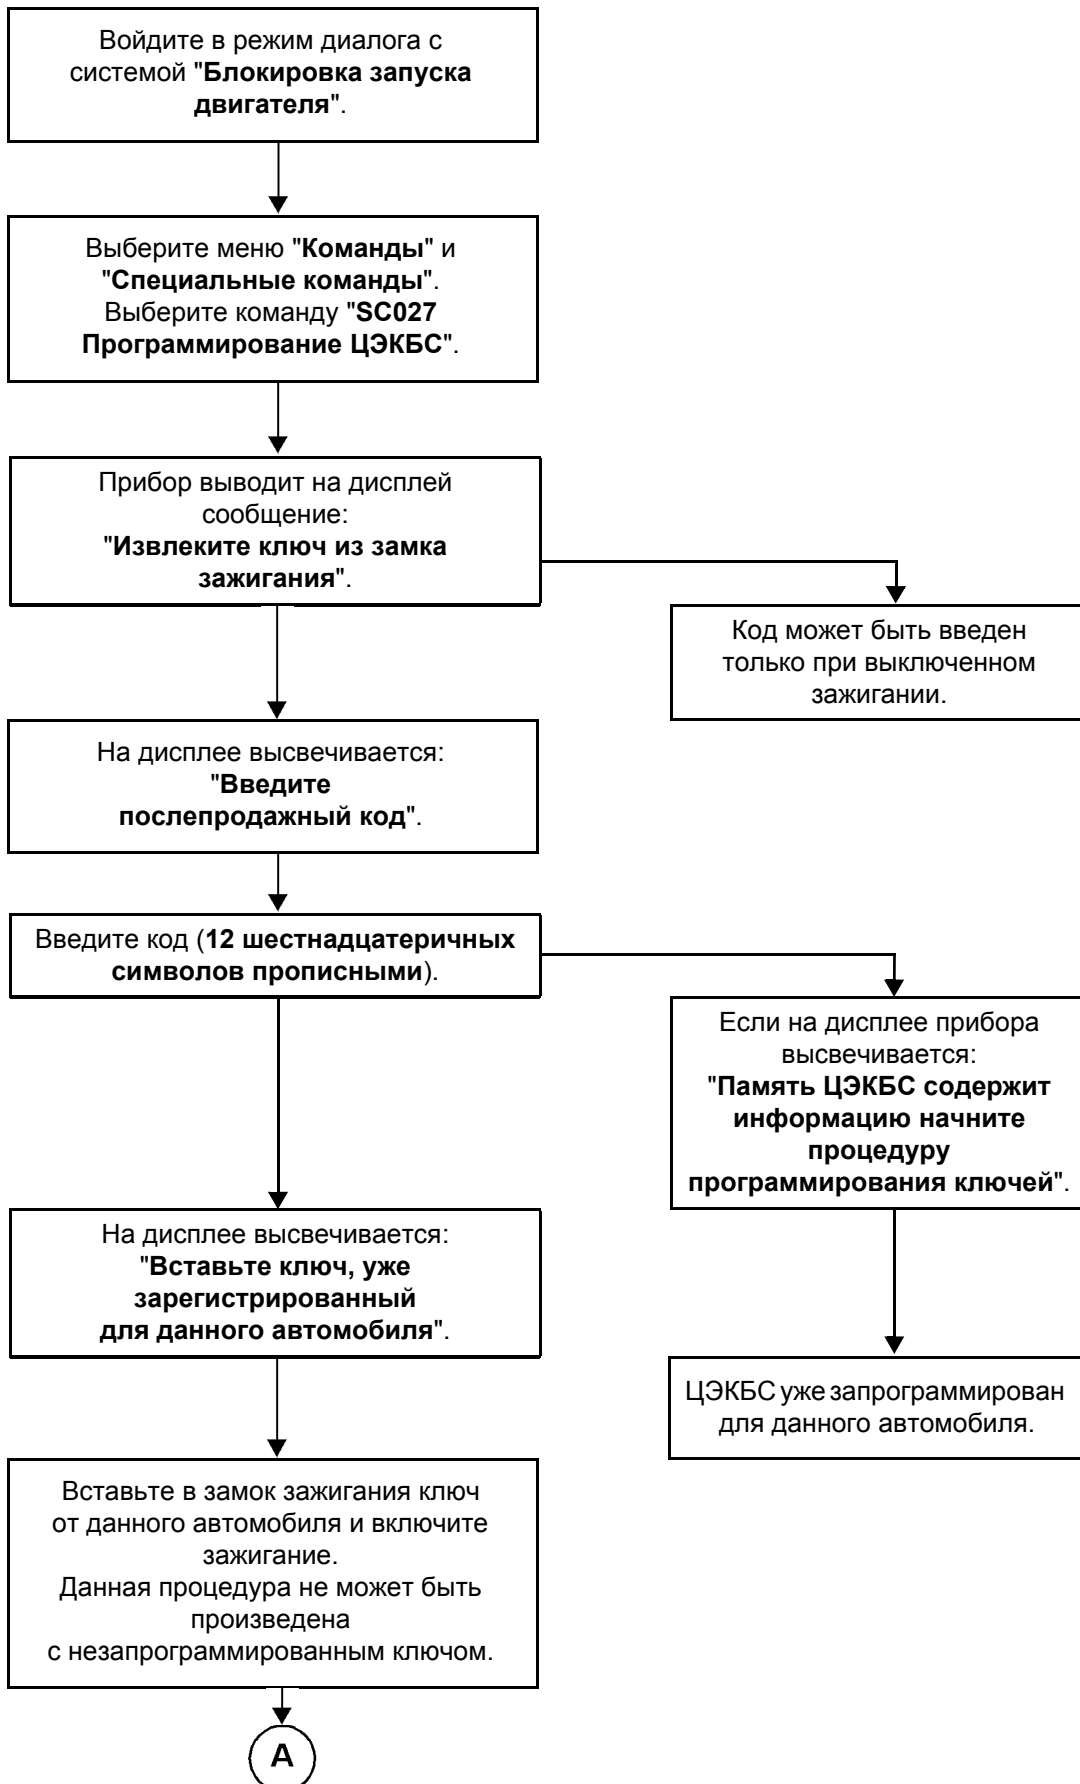 Войдите в режим диалога с
системой "Блокировка запуска
двигателя".
Выберите меню "Команды" и
"Специальные команды".
Выберите команду "SC027
Программирование ЦЭКБС".
Прибор выводит на дисплей
сообщение:
"Извлеките ключ из замка
зажигания".
Код может быть введен
только при выключенном
зажигании.
На дисплее высвечивается:
"Введите
послепродажный код".
Введите код (12 шестнадцатеричных
символов прописными).
Если на дисплее прибора
высвечивается:
"Память ЦЭКБС содержит
информацию начните
процедуру
программирования ключей".
На дисплее высвечивается:
"Вставьте ключ, уже
зарегистрированный
для данного автомобиля".
ЦЭКБС уже запрограммирован
для данного автомобиля.
Вставьте в замок зажигания ключ
от данного автомобиля и включите
зажигание.
Данная процедура не может быть
произведена
с незапрограммированным ключом.
A